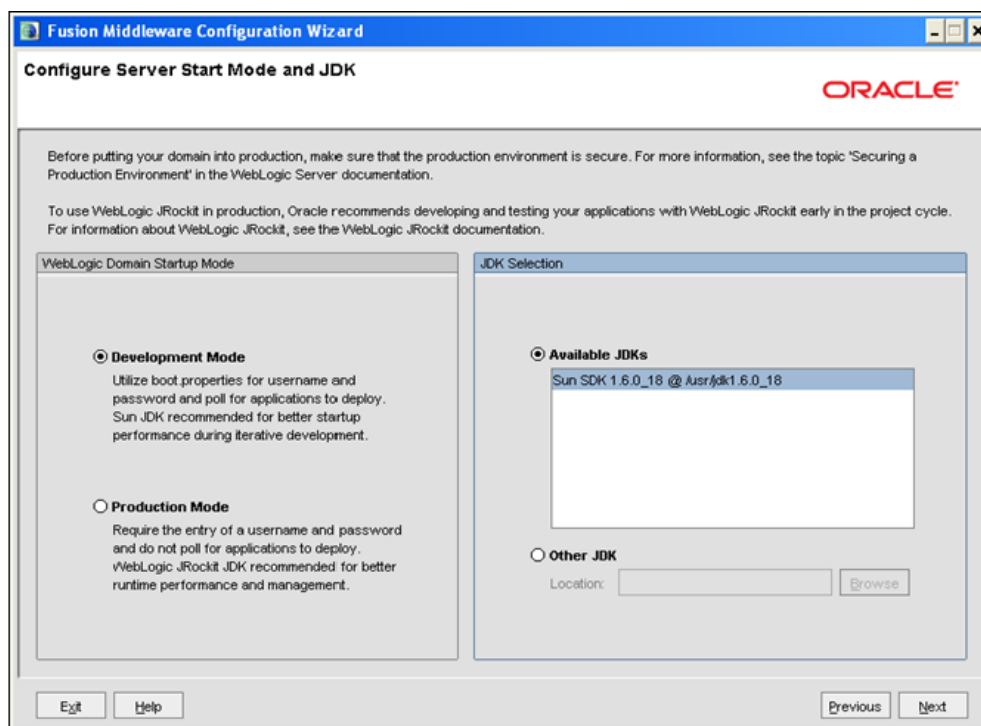 Fusion Middleware Configuration Wizard
Configure Server Start Mode and JDK
ORACLE
Before putting your domain into production, make sure that the production environment is secure. For more information, see the topic 'Securing a
Production Environment' in the WebLogic Server documentation.
To use WebLogic JRockit in production, Oracle recommends developing and testing your applications with WebLogic JRockit early in the project cycle.
For information about WebLogic JRockit, see the WebLogic JRockit documentation.
WebLogic Domain Startup Mode
Development Mode
Utilize boot.properties for username and
password and poll for applications to deploy.
Sun JDK recommended for better startup
performance during iterative development.
Production Mode
Require the entry of a username and password
and do not poll for applications to deploy.
WebLogic JRockit JDK recommended for better
runtime performance and management.
JDK Selection
Available JDKs
Sun SDK 1.6.0_18 @ /usr/jdk1.6.0_18
Other JDK
Location:
Browse
Exit
Help
Previous
Next